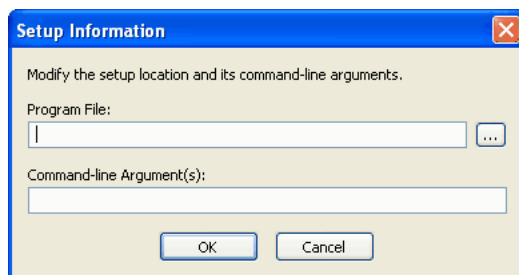 Setup Information
Modify the setup location and its command-line arguments.
Program File:
...
Command-line Argument(s):
OK Cancel